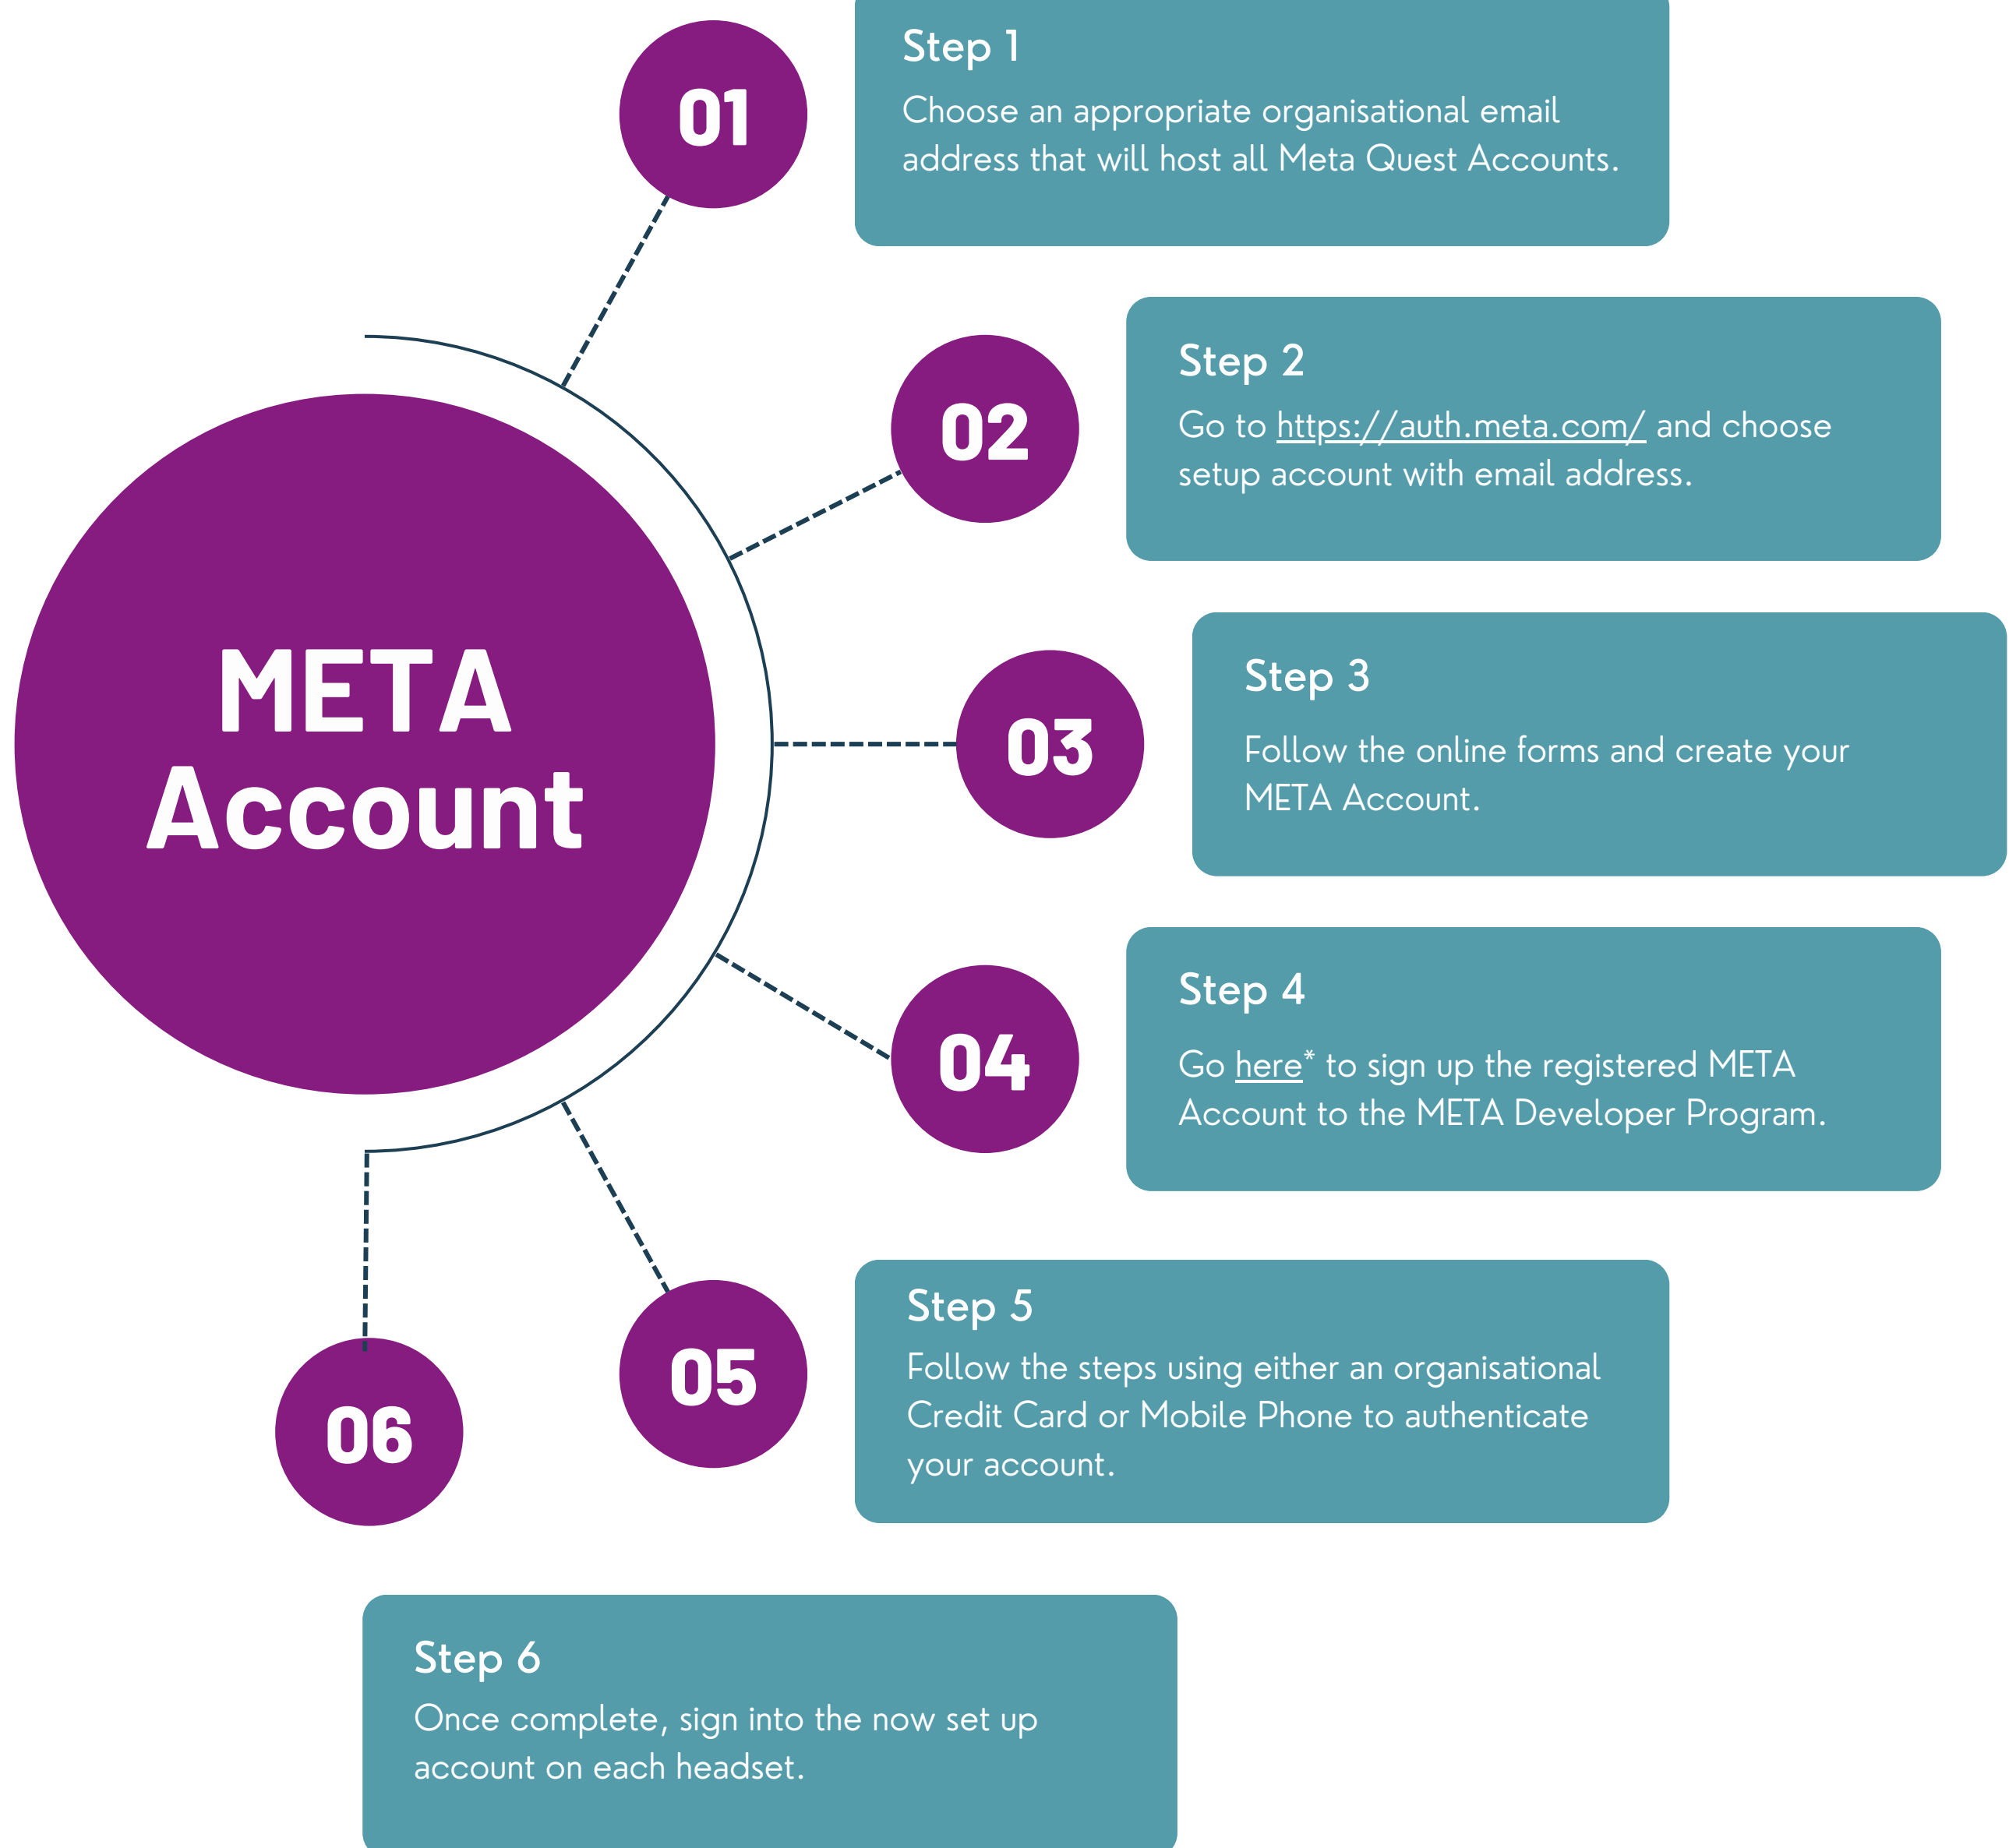 META
Account
01
Step 1
Choose an appropriate organisational email
address that will host all Meta Quest Accounts.
02
Step 2
Go to https://auth.meta.com/ and choose
setup account with email address.
03
Step 3
Follow the online forms and create your
META Account.
04
Step 4
Go here* to sign up the registered META
Account to the META Developer Program.
05
Step 5
Follow the steps using either an organisational
Credit Card or Mobile Phone to authenticate
your account.
06
Step 6
Once complete, sign into the now set up
account on each headset.